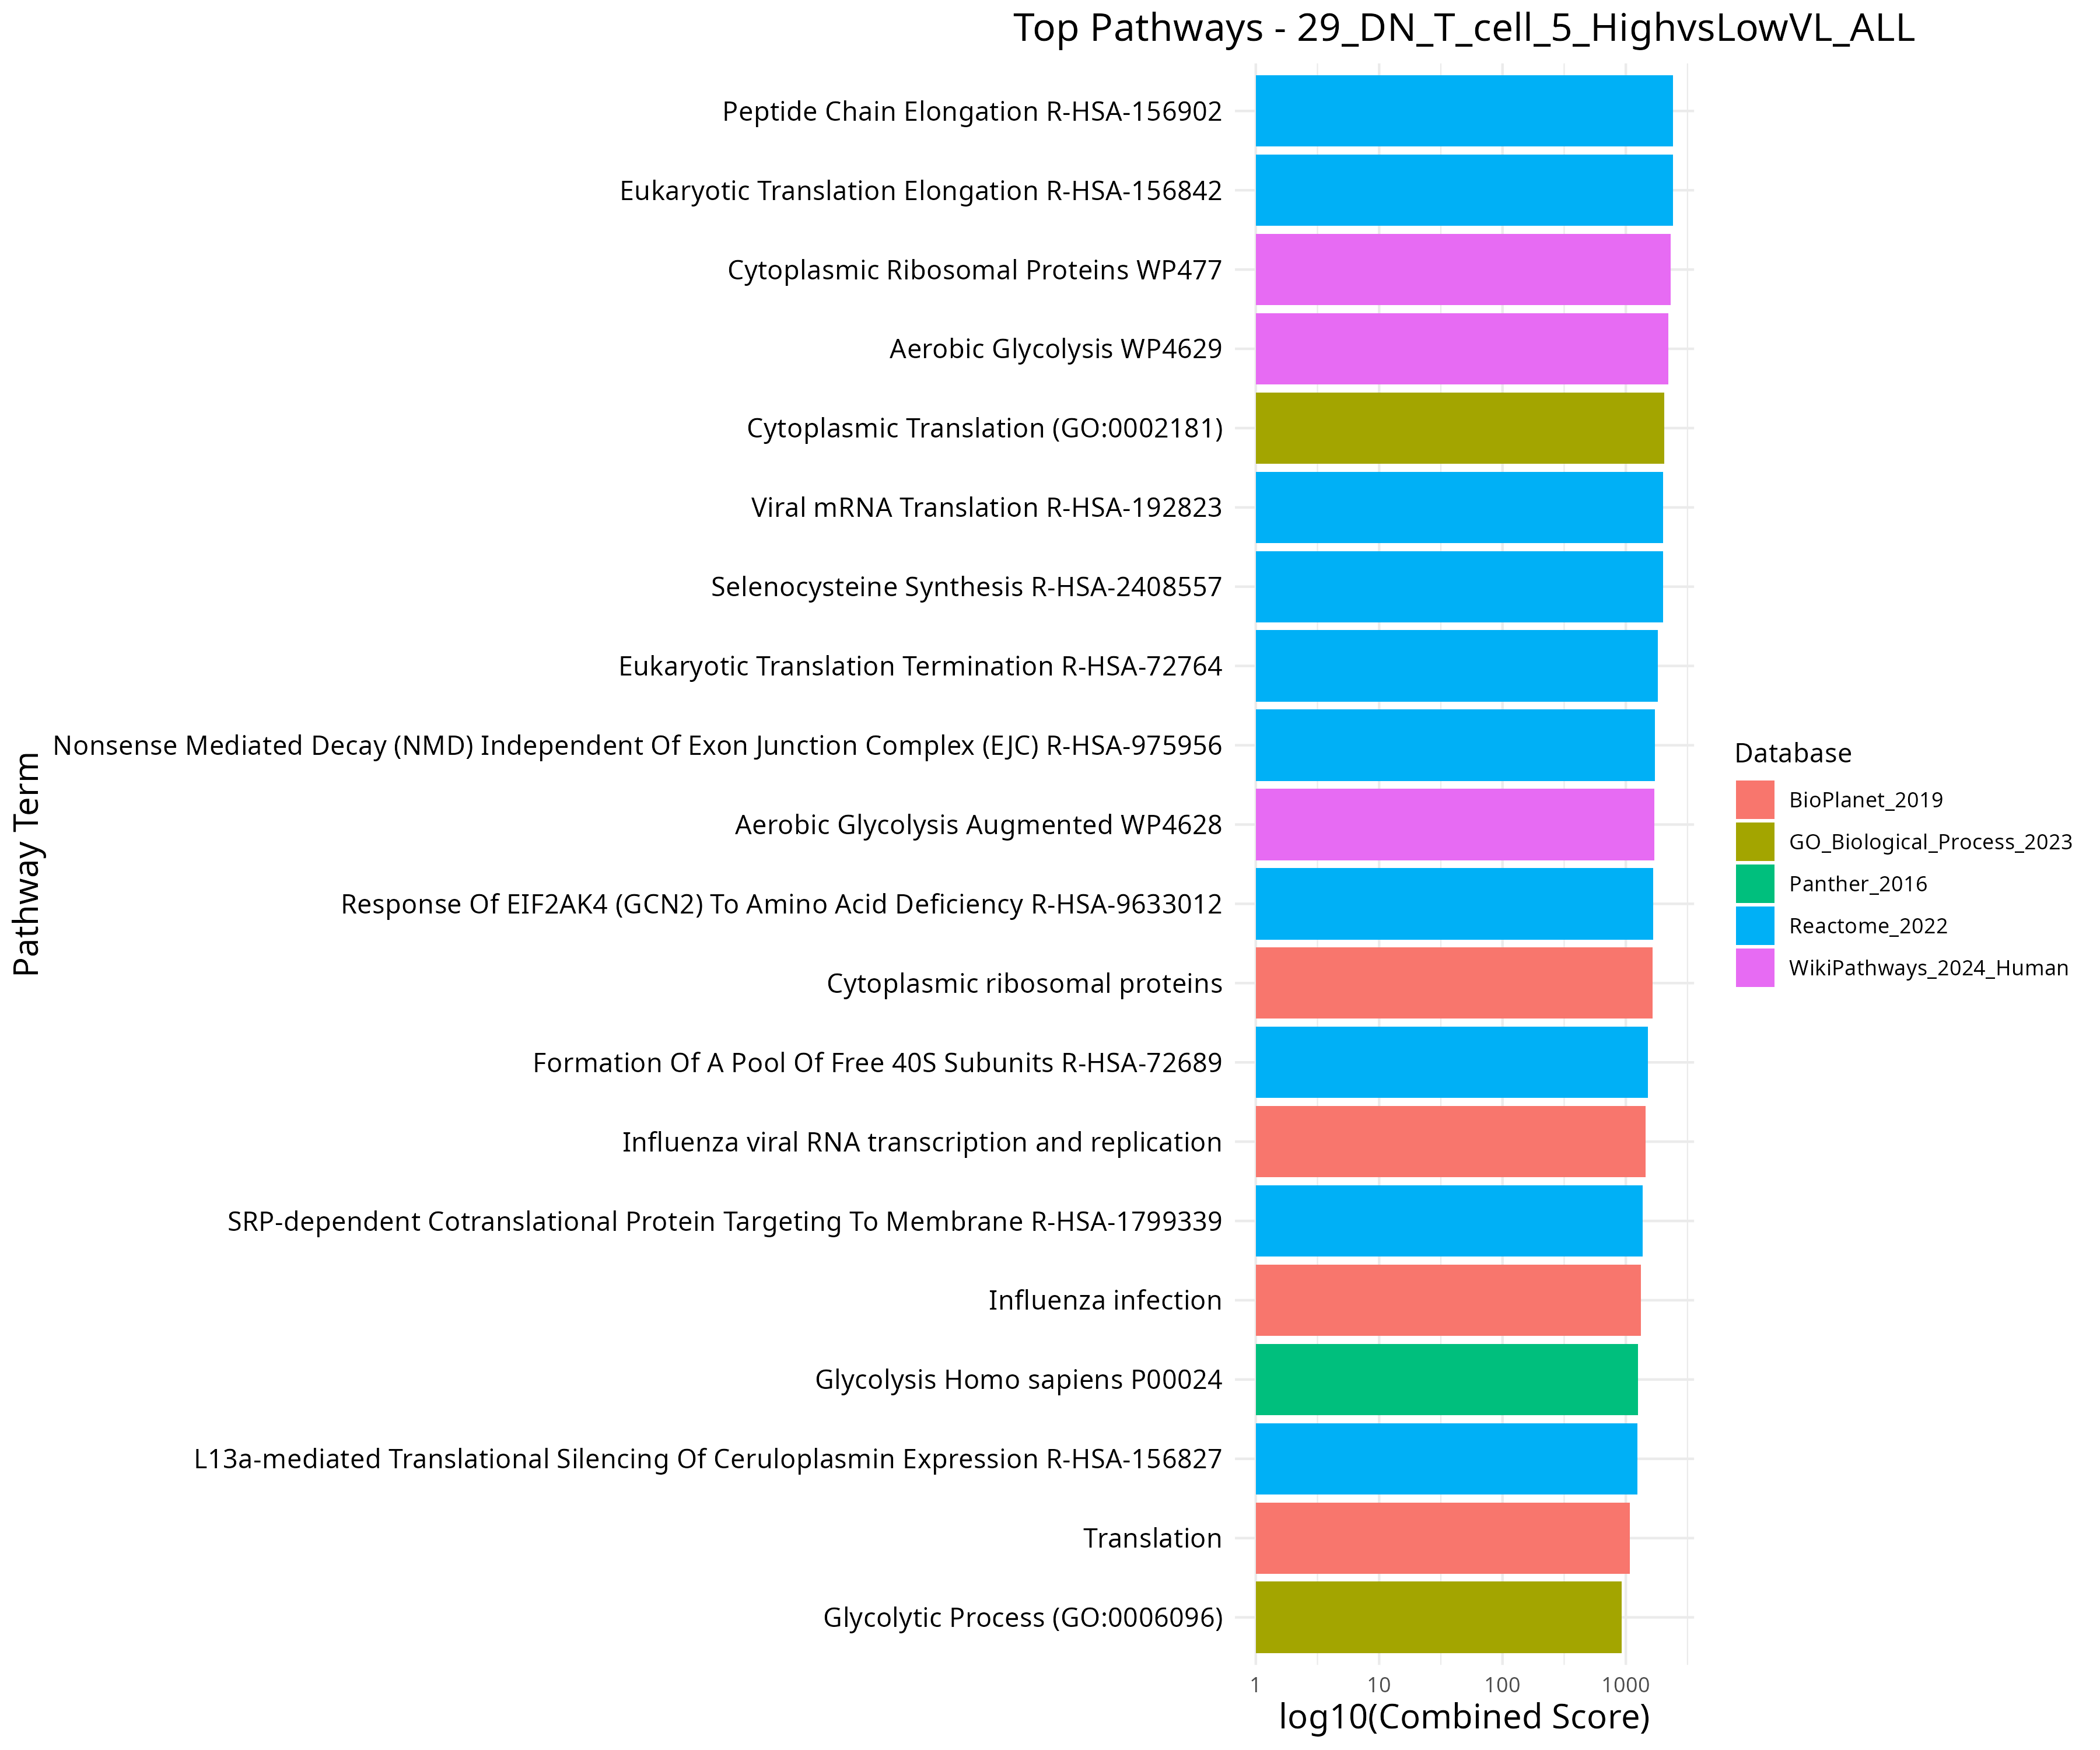 Top Pathways - 29_DN_T_cell_5_HighvsLowVL_ALL
Pathway Term
Peptide Chain Elongation R-HSA-156902
Eukaryotic Translation Elongation R-HSA-156842
Cytoplasmic Ribosomal Proteins WP477
Aerobic Glycolysis WP4629
Cytoplasmic Translation (GO:0002181)
Viral mRNA Translation R-HSA-192823
Selenocysteine Synthesis R-HSA-2408557
Eukaryotic Translation Termination R-HSA-72764
Nonsense Mediated Decay (NMD) Independent Of Exon Junction Complex (EJC) R-HSA-975956
Aerobic Glycolysis Augmented WP4628
Response Of EIF2AK4 (GCN2) To Amino Acid Deficiency R-HSA-9633012
Cytoplasmic ribosomal proteins
Formation Of A Pool Of Free 40S Subunits R-HSA-72689
Influenza viral RNA transcription and replication
SRP-dependent Cotranslational Protein Targeting To Membrane R-HSA-1799339
Influenza infection
Glycolysis Homo sapiens P00024
L13a-mediated Translational Silencing Of Ceruloplasmin Expression R-HSA-156827
Translation
Glycolytic Process (GO:0006096)
1 10 100 1000
log10(Combined Score)
Database
BioPlanet_2019
GO_Biological_Process_2023
Panther_2016
Reactome_2022
WikiPathways_2024_Human